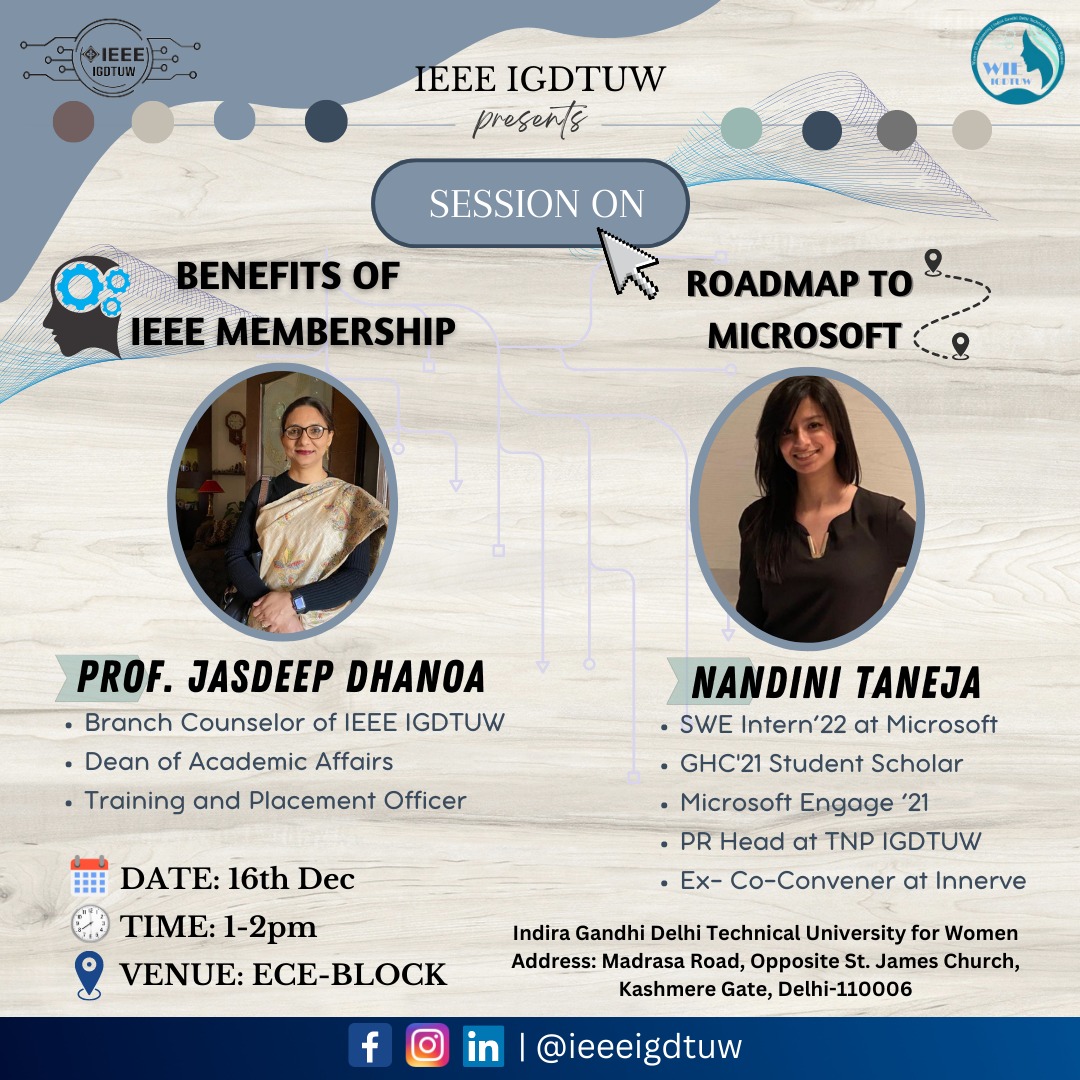 IEEE
IGDTUW
WIE
IGDTUW
IEEE IGDTUW
presents
SESSION ON
BENEFITS OF
IEEE MEMBERSHIP
ROADMAP TO
MICROSOFT
PROF. JASDEEP DHANOA
• Branch Counselor of IEEE IGDTUW
• Dean of Academic Affairs
• Training and Placement Officer
NANDINI TANEJA
• SWE Intern'22 at Microsoft
• GHC'21 Student Scholar
• Microsoft Engage '21
• PR Head at TNP IGDTUW
• Ex- Co-Convener at Innerve
DATE: 16th Dec
TIME: 1-2pm
VENUE: ECE-BLOCK
Indira Gandhi Delhi Technical University for Women
Address: Madrasa Road, Opposite St. James Church,
Kashmere Gate, Delhi-110006
| @ieeeigdtuw